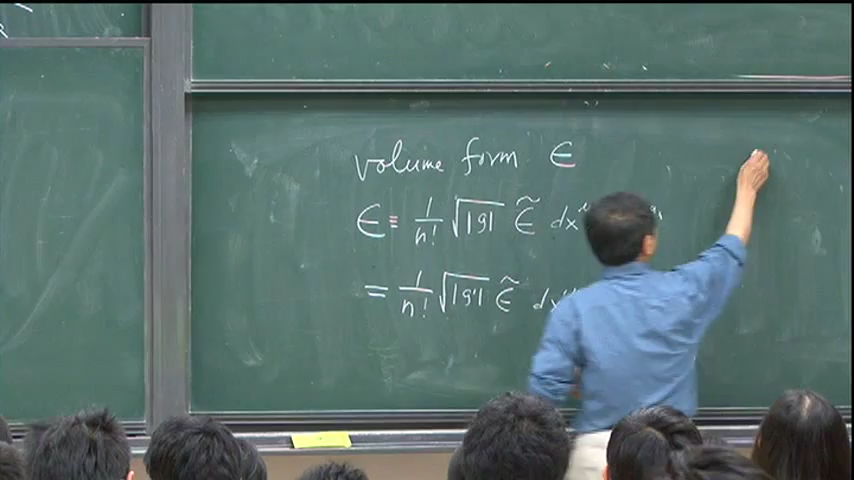 volume form ϵ
ϵ ≡ 1/n! √|g| ϵ̃ dx
= 1/n! √|g'| ϵ̃ dx